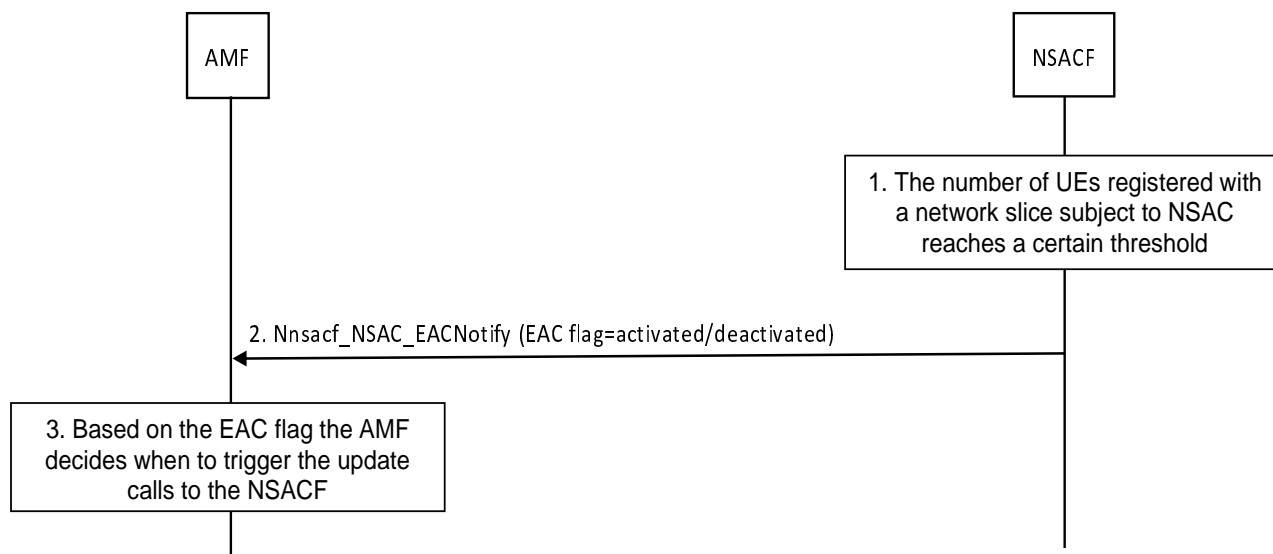 AMF
NSACF
1. The number of UEs registered with
a network slice subject to NSAC
reaches a certain threshold
2. Nnsacf_NSAC_EACNotify (EAC flag=activated/deactivated)
3. Based on the EAC flag the AMF
decides when to trigger the update
calls to the NSACF